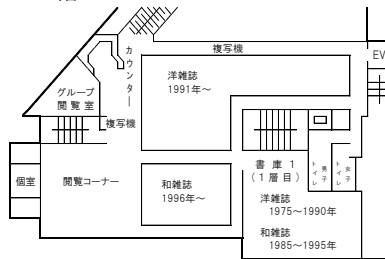 複写機
EV
カウンター
洋雑誌
1991年～
グループ
閲覧室
複写機
個室
閲覧コーナー
和雑誌
1996年～
書庫1
(1層目)
男子トイレ
女子トイレ
洋雑誌
1975～1990年
和雑誌
1985～1995年